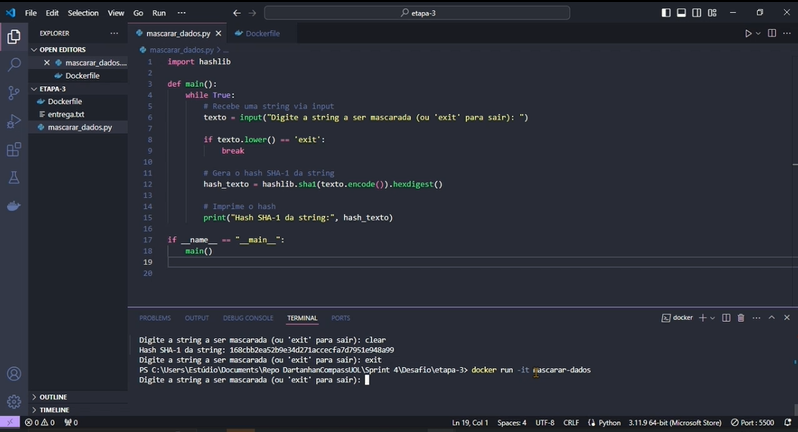 File Edit Selection View Go Run ··· etapa-3
EXPLORER ···
OPEN EDITORS
mascarar_dados....
Dockerfile
ETAPA-3
Dockerfile
entrega.txt
mascarar_dados.py
OUTLINE
TIMELINE
mascarar_dados.py Dockerfile
mascarar_dados.py > ...
1 import hashlib
2
3 def main():
4 while True:
5 # Recebe uma string via input
6 texto = input("Digite a string a ser mascarada (ou 'exit' para sair): ")
7
8 if texto.lower() == 'exit':
9 break
10
11 # Gera o hash SHA-1 da string
12 hash_texto = hashlib.sha1(texto.encode()).hexdigest()
13
14 # Imprime o hash
15 print("Hash SHA-1 da string:", hash_texto)
16
17 if __name__ == "__main__":
18 main()
19
20
PROBLEMS OUTPUT DEBUG CONSOLE TERMINAL PORTS docker
Digite a string a ser mascarada (ou 'exit' para sair): clear
Hash SHA-1 da string: 168cbb2ea52b9e34d271accecfa7d7951e948a99
Digite a string a ser mascarada (ou 'exit' para sair): exit
PS C:\Users\Estúdio\Documents\Repo DartanhanCompassUOL\Sprint 4\Desafio\etapa-3> docker run -it mascarar-dados
Digite a string a ser mascarada (ou 'exit' para sair):
0 0 0 Ln 19, Col 1 Spaces: 4 UTF-8 CRLF Python 3.11.9 64-bit (Microsoft Store) Port : 5500